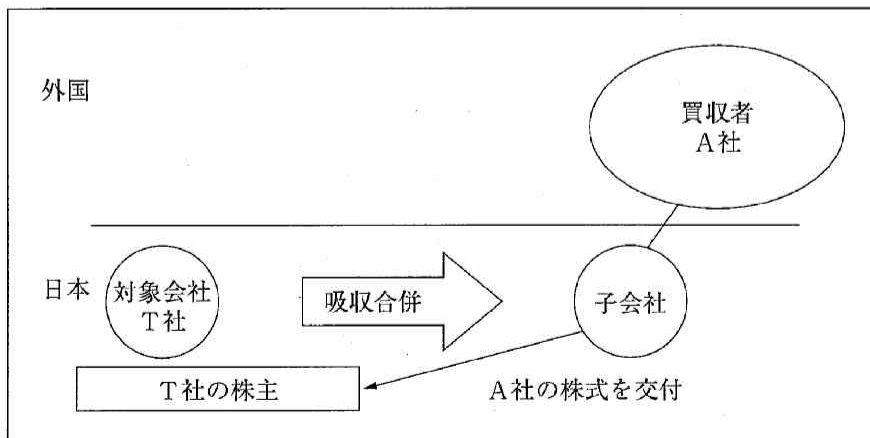 外国
買収者
A社
日本
対象会社
T社
吸収合併
子会社
T社の株主
A社の株式を交付